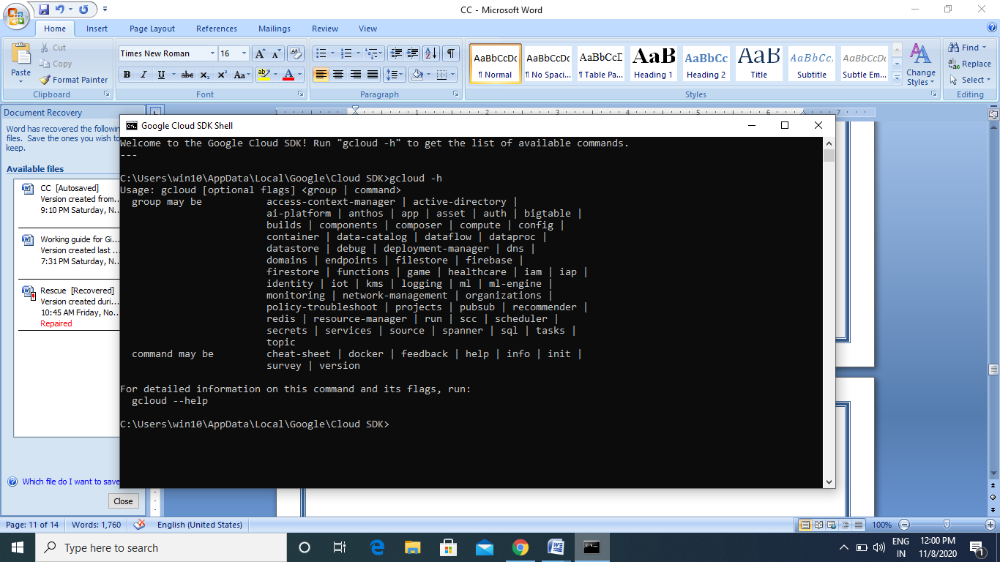 CC - Microsoft Word
Home Insert Page Layout References Mailings Review View
Paste
Cut
Copy
Format Painter
Clipboard
Times New Roman 16
Font
Paragraph
AaBbCcDc AaBbCcDc AaBbCcD AaB AaBbCc AaB AaBbCc. AaBbCcDc
¶ Normal ¶ No Spaci... ¶ Table Pa... Heading 1 Heading 2 Title Subtitle Subtle Em...
Change Styles
Styles
Find
Replace
Select
Editing
Document Recovery
Word has recovered the following
files. Save the ones you wish to
keep.
Available files
CC [Autosaved]
Version created from...
9:10 PM Saturday, N...
Working guide for Gi...
Version created last ...
7:31 PM Saturday, N...
Rescue [Recovered]
Version created duri...
10:45 AM Friday, No...
Repaired
Which file do I want to save
Close
1 1 2 3 4 5 6 7
Google Cloud SDK Shell
Welcome to the Google Cloud SDK! Run "gcloud -h" to get the list of available commands.
---
C:\Users\win10\AppData\Local\Google\Cloud SDK>gcloud -h
Usage: gcloud [optional flags] <group | command>
group may be access-context-manager | active-directory |
ai-platform | anthos | app | asset | auth | bigtable |
builds | components | composer | compute | config |
container | data-catalog | dataflow | dataproc |
datastore | debug | deployment-manager | dns |
domains | endpoints | filestore | firebase |
firestore | functions | game | healthcare | iam | iap |
identity | iot | kms | logging | ml | ml-engine |
monitoring | network-management | organizations |
policy-troubleshoot | projects | pubsub | recommender |
redis | resource-manager | run | scc | scheduler |
secrets | services | source | spanner | sql | tasks |
topic
command may be cheat-sheet | docker | feedback | help | info | init |
survey | version
For detailed information on this command and its flags, run:
gcloud --help
C:\Users\win10\AppData\Local\Google\Cloud SDK>
Page: 11 of 14 Words: 1,760 English (United States) 100%
Type here to search
ENG
IN
12:00 PM
11/8/2020
1